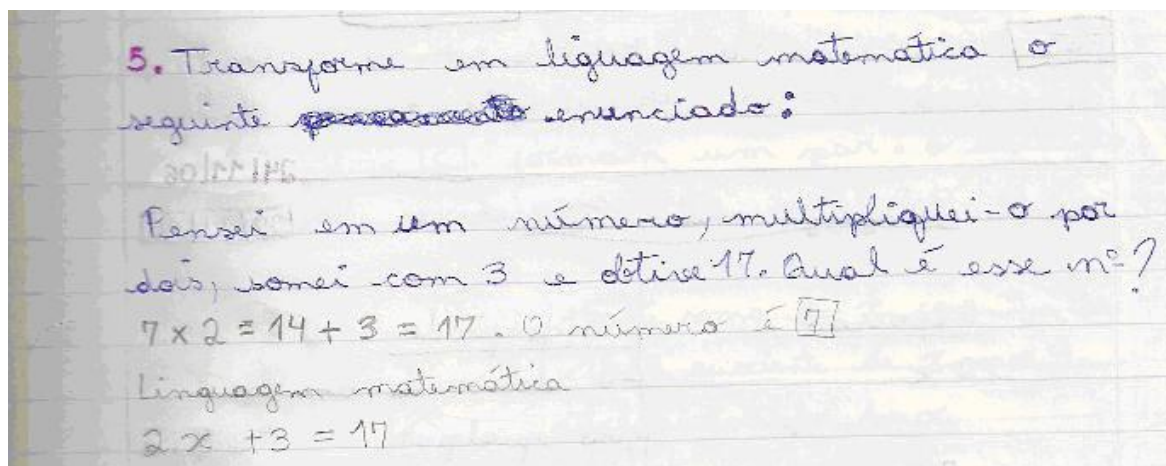 5. Transforme em liguagem matemática o
seguinte enunciado:
Pensei em um número, multipliquei-o por
dois, somei com 3 e obtive 17. Qual é esse nº?
7 x 2 = 14 + 3 = 17. O número é 7
Linguagem matemática
2x + 3 = 17